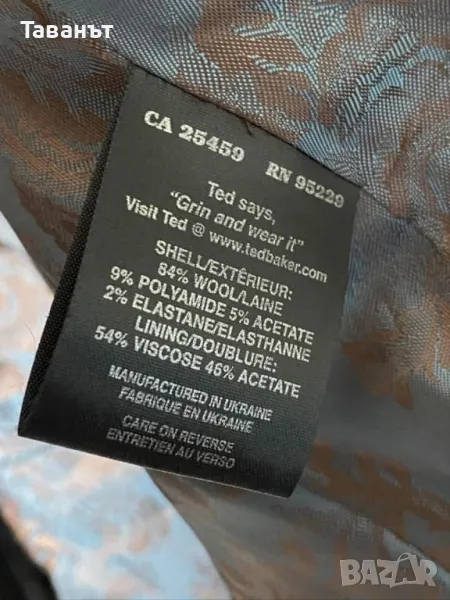 Таванът
CA 25459 RN 95229
Ted says,
"Grin and wear it"
Visit Ted @ www.tedbaker.com
SHELL/EXTÉRIEUR:
84% WOOL/LAINE
9% POLYAMIDE 5% ACETATE
2% ELASTANE/ELASTHANNE
LINING/DOUBLURE:
54% VISCOSE 46% ACETATE
MANUFACTURED IN UKRAINE
FABRIQUE EN UKRAINE
CARE ON REVERSE
ENTRETIEN AU VERSO
BAZAR